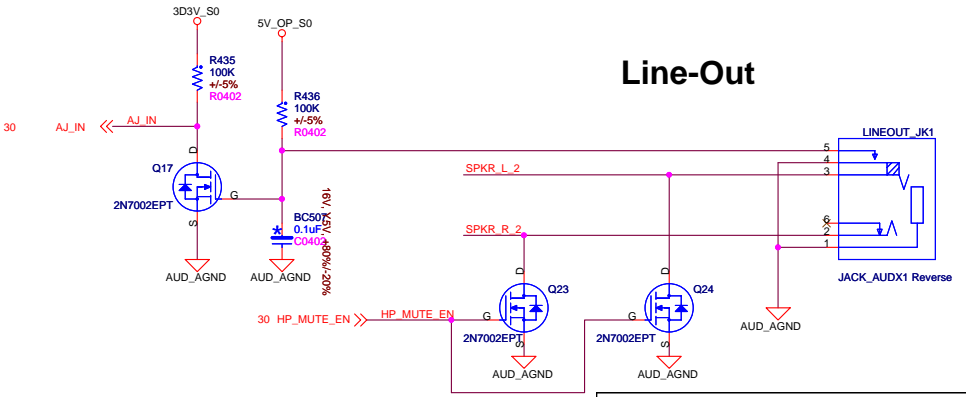 3D3V_S0
5V_OP_S0
Line-Out
R435
100K
+/-5%
R0402
R436
100K
+/-5%
R0402
30 AJ_IN AJ_IN
D
Q17
G
2N7002EPT
S
AUD_AGND
BC507
0.1uF
C0402
16V, X5V, +80%/-20%
AUD_AGND
LINEOUT_JK1
5
4
3
6
2
1
JACK_AUDX1 Reverse
SPKR_L_2
SPKR_R_2
AUD_AGND
30 HP_MUTE_EN HP_MUTE_EN
D
Q23
G
2N7002EPT
S
AUD_AGND
D
Q24
G
2N7002EPT
S
AUD_AGND